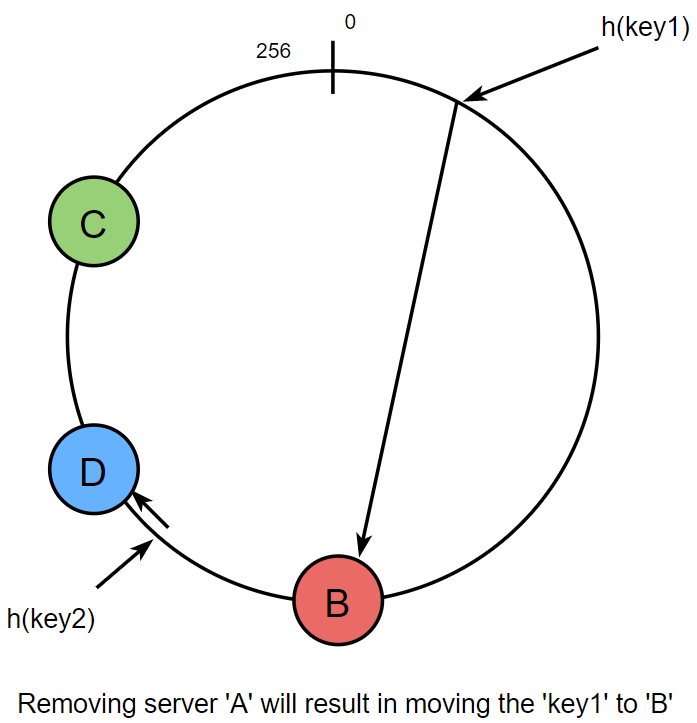 0
256
h(key1)
C
D
B
h(key2)
Removing server 'A' will result in moving the 'key1' to 'B'